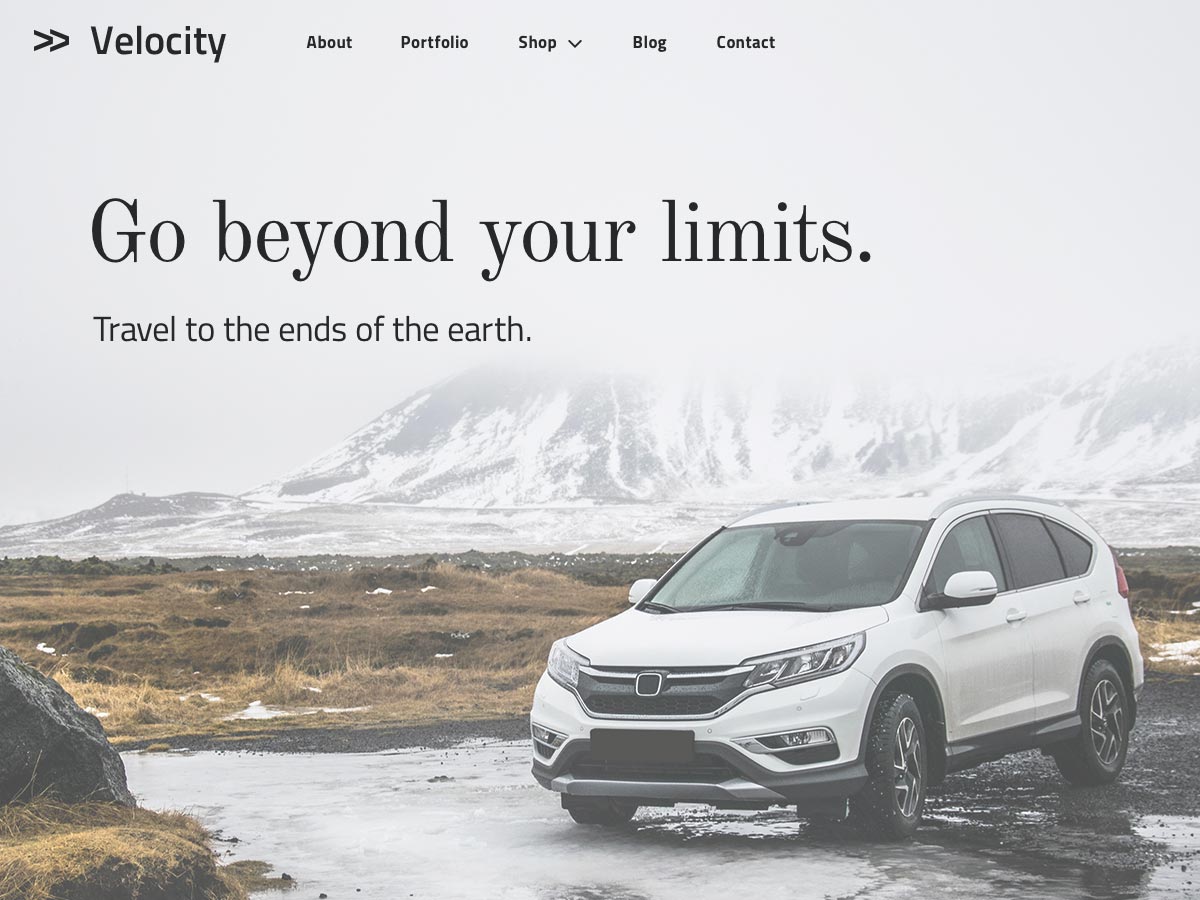 Velocity
About Portfolio Shop Blog Contact
Go beyond your limits.
Travel to the ends of the earth.